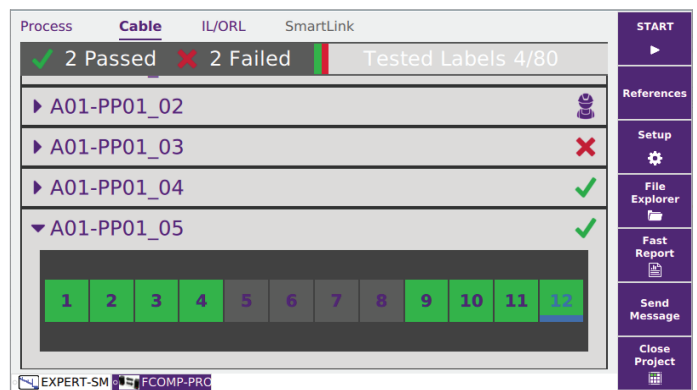 Process Cable IL/ORL SmartLink
2 Passed 2 Failed Tested Labels 4/80
A01-PP01_02
A01-PP01_03
A01-PP01_04
A01-PP01_05
1 2 3 4 5 6 7 8 9 10 11 12
EXPERT-SM FCOMP-PRO
START
References
Setup
File
Explorer
Fast
Report
Send
Message
Close
Project